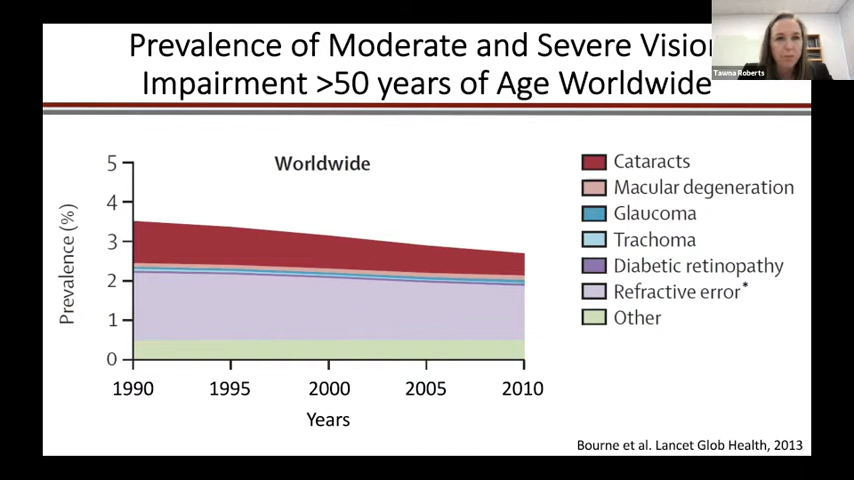 Prevalence of Moderate and Severe Vision
Impairment >50 years of Age Worldwide
Tawna Roberts
Worldwide
Prevalence (%)
5
4
3
2
1
0
1990 1995 2000 2005 2010
Years
Cataracts
Macular degeneration
Glaucoma
Trachoma
Diabetic retinopathy
Refractive error*
Other
Bourne et al. Lancet Glob Health, 2013